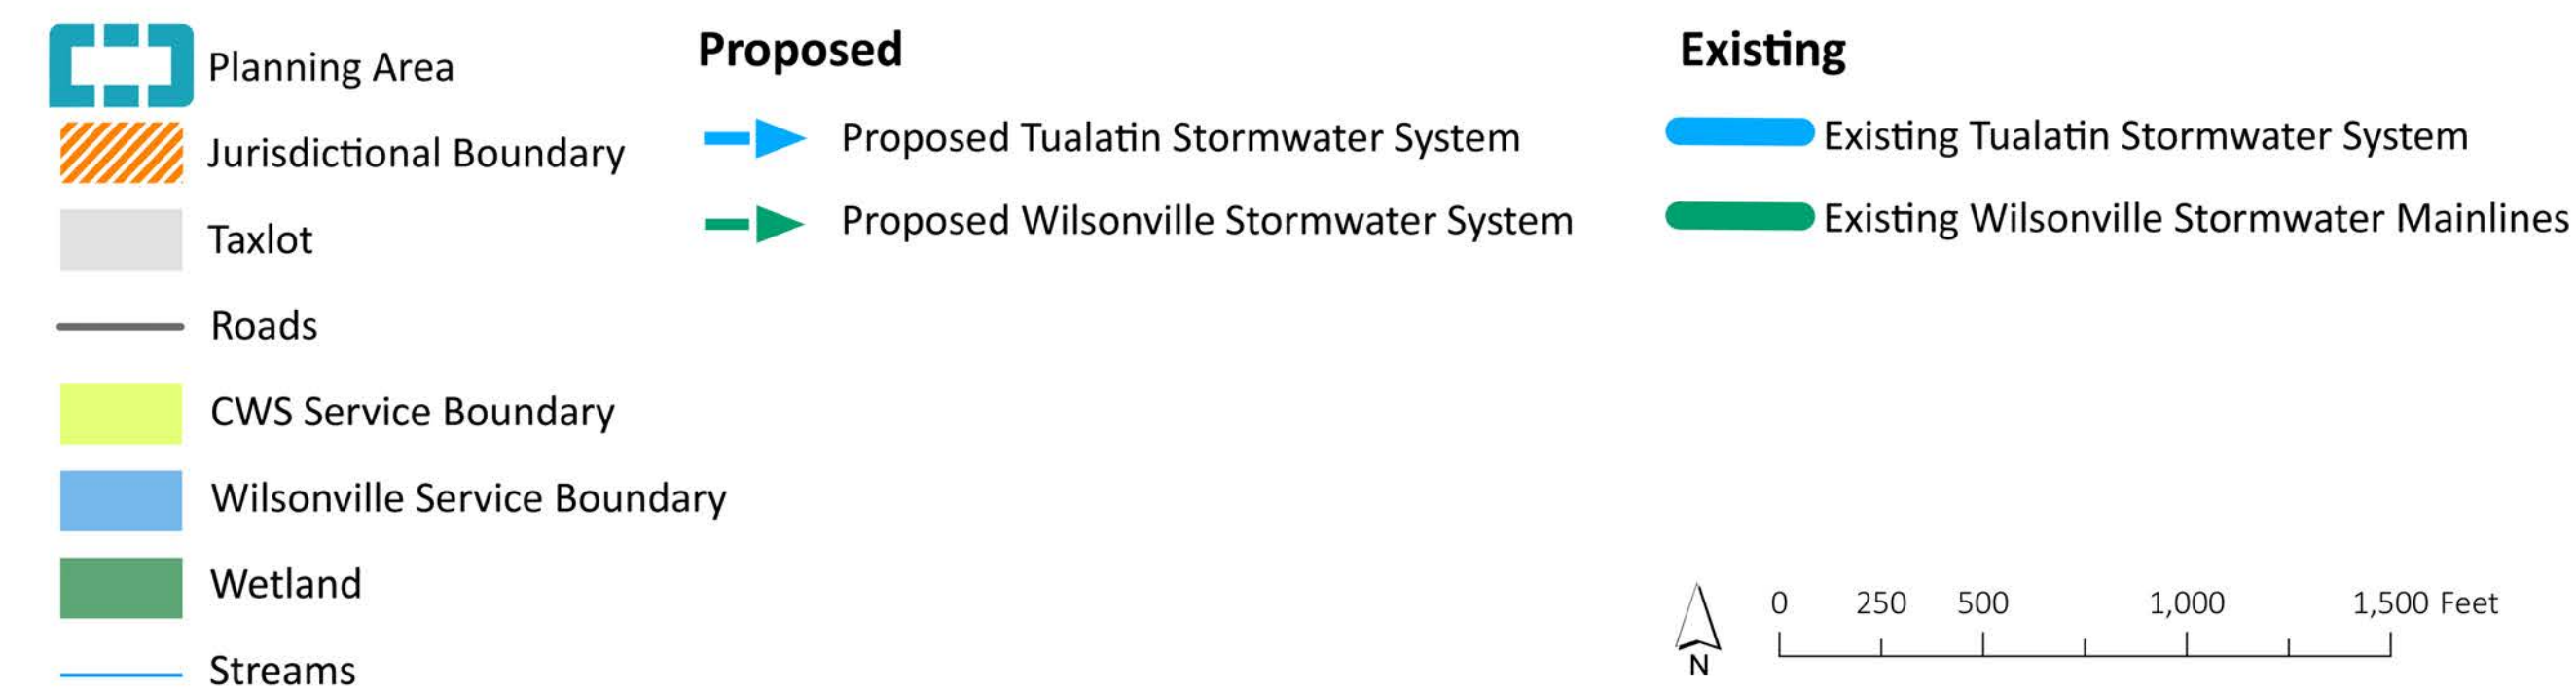 Planning Area
Jurisdictional Boundary
Taxlot
Roads
CWS Service Boundary
Wilsonville Service Boundary
Wetland
Streams
Proposed
Proposed Tualatin Stormwater System
Proposed Wilsonville Stormwater System
Existing
Existing Tualatin Stormwater System
Existing Wilsonville Stormwater Mainlines
0 250 500 1,000 1,500 Feet
N